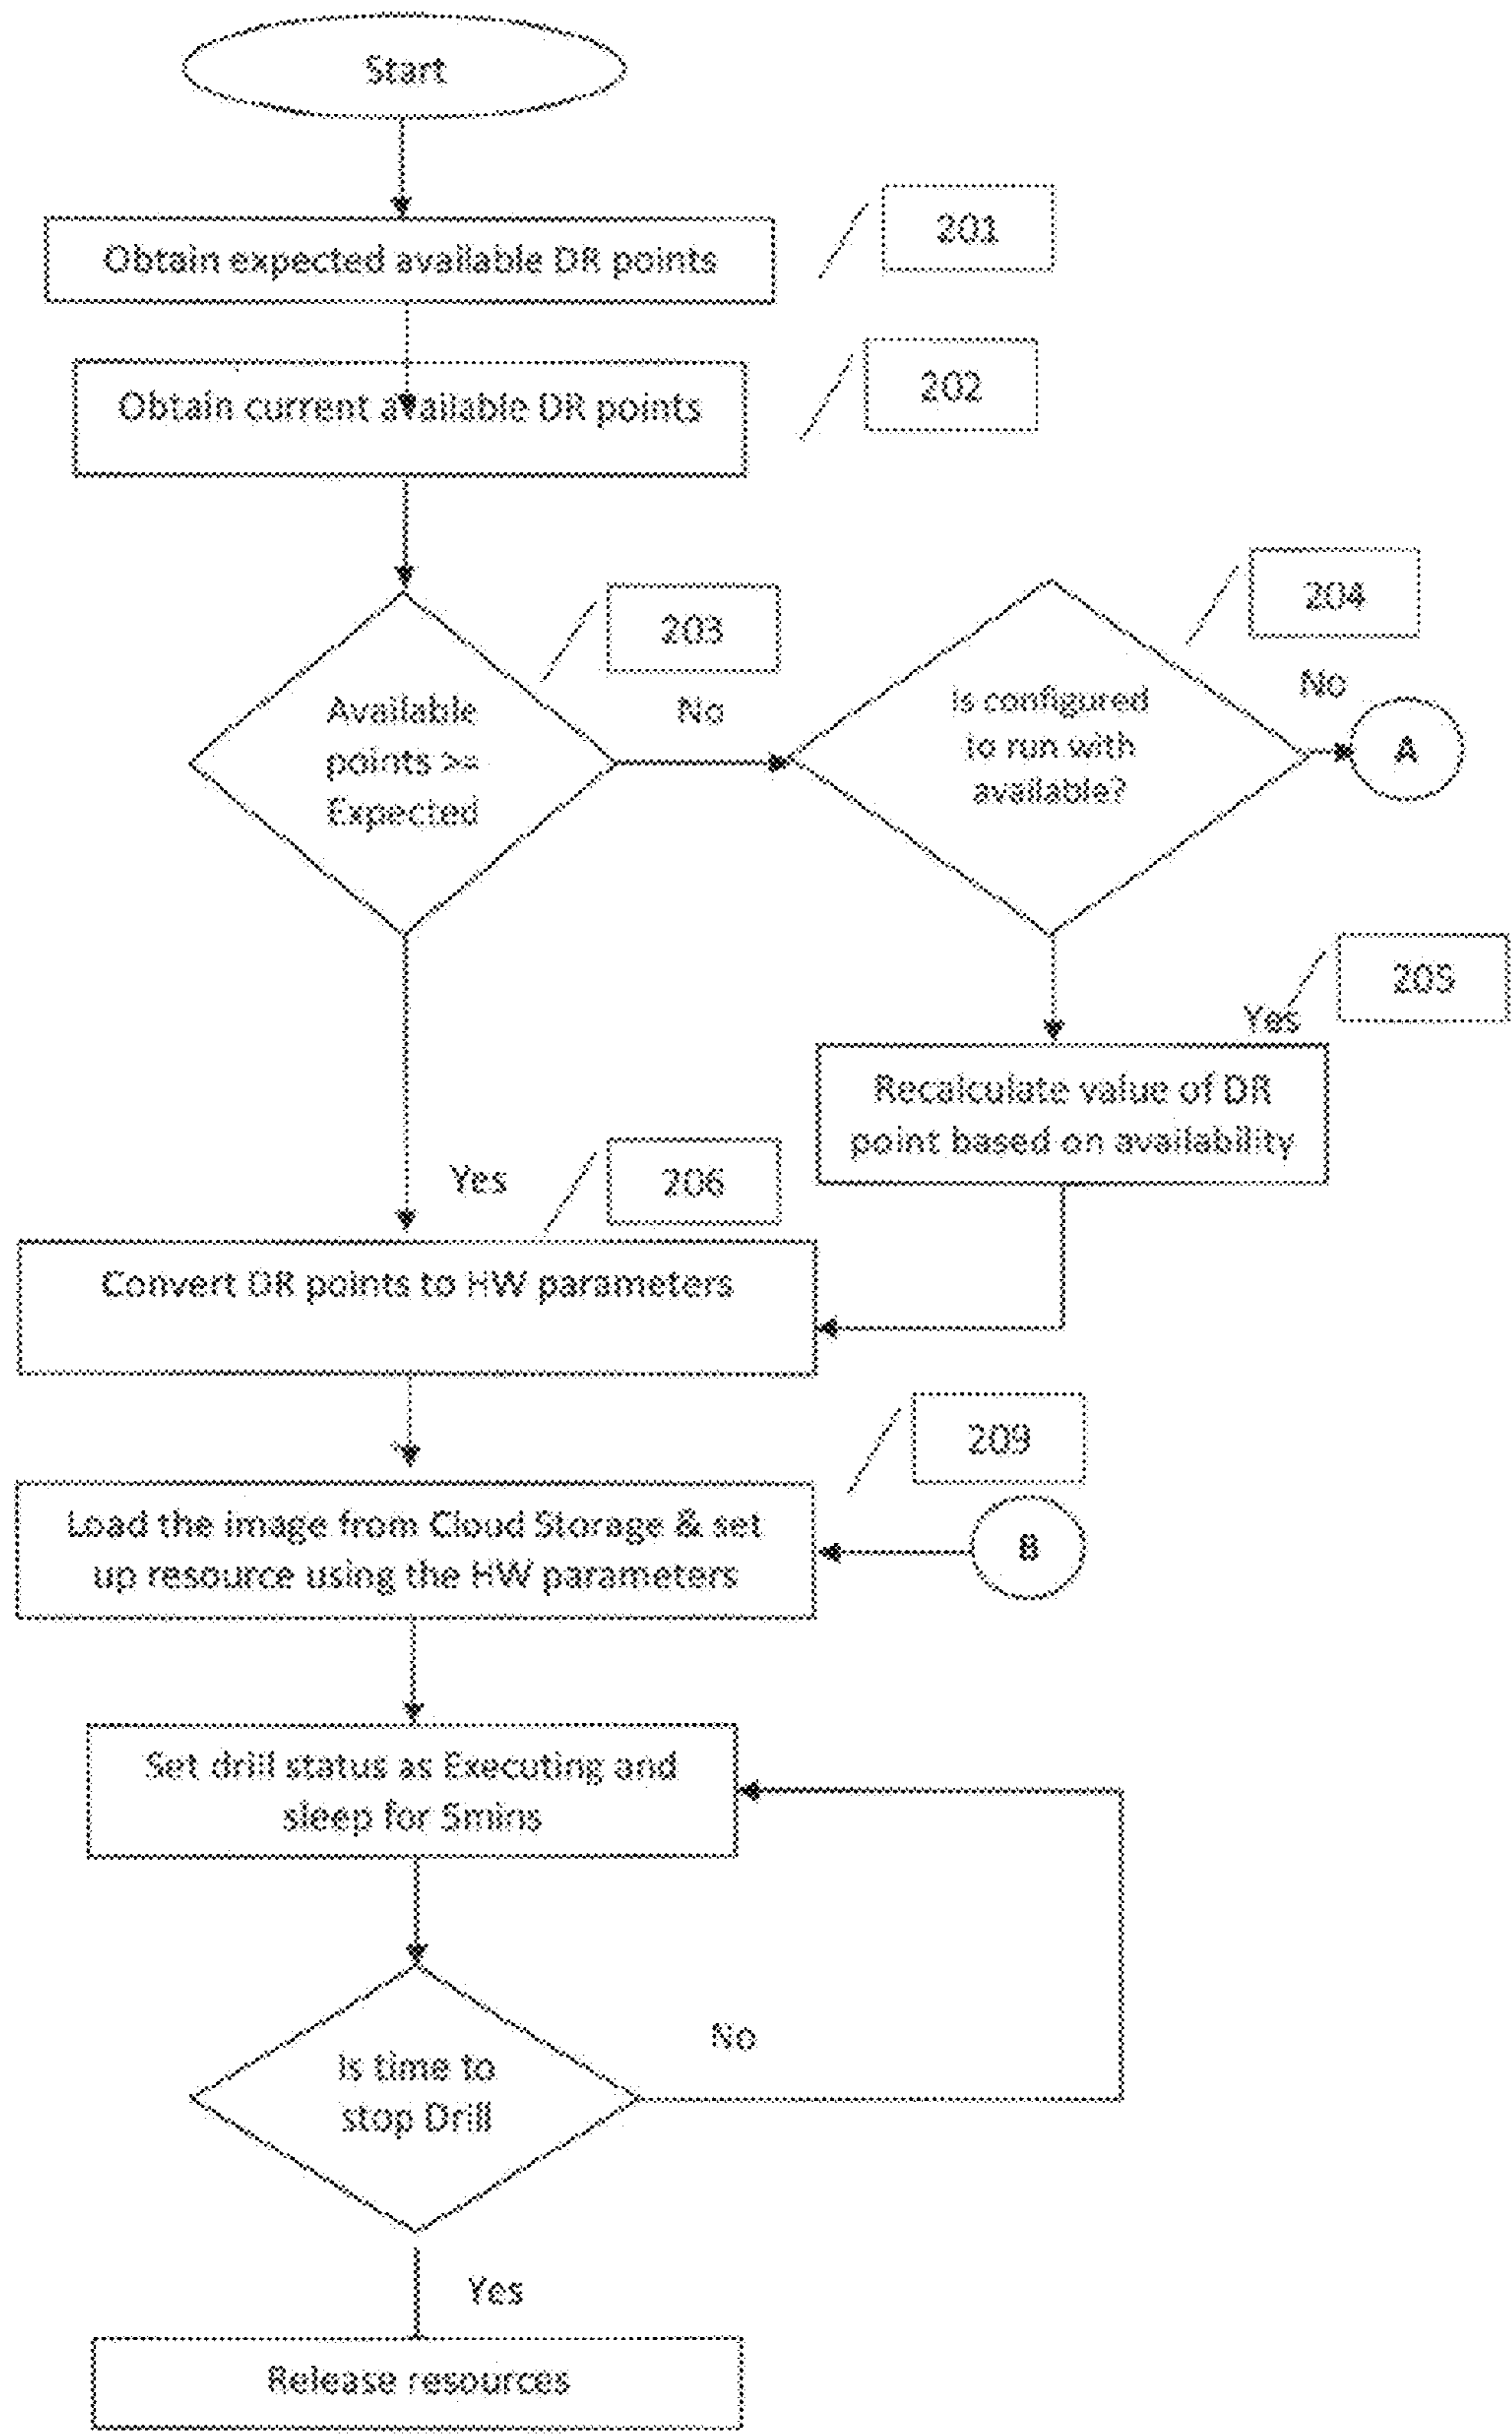 Start
Obtain expected available DR points
201
Obtain current available DR points
202
Available
points >=
Expected
203
No
is configured
to run with
available?
204
No
A
205
Yes
Recalculate value of DR
point based on availability
Yes
206
Convert DR points to HW parameters
209
Load the image from Cloud Storage & set
up resource using the HW parameters
B
Set drill status as Executing and
sleep for 5mins
is time to
stop Drill
No
Yes
Release resources